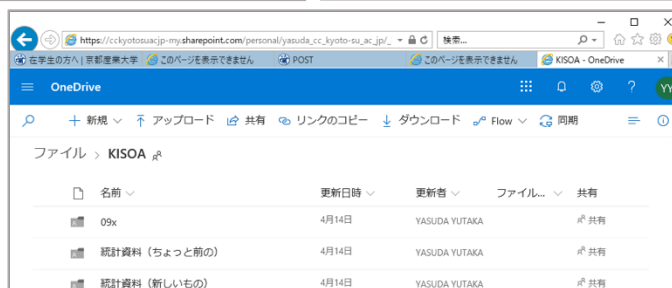 https://cckyotosuacjp-my.sharepoint.com/personal/yasuda_cc_kyoto-su_ac_jp/_ 検索...
在学生の方へ | 京都産業大学 このページを表示できません POST このページを表示できません KISOA - OneDrive
OneDrive ? YY
新規 アップロード 共有 リンクのコピー ダウンロード Flow 同期
ファイル > KISOA
名前 更新日時 更新者 ファイル... 共有
09x 4月14日 YASUDA YUTAKA 共有
統計資料（ちょっと前の） 4月14日 YASUDA YUTAKA 共有
統計資料（新しいもの） 4月14日 YASUDA YUTAKA 共有